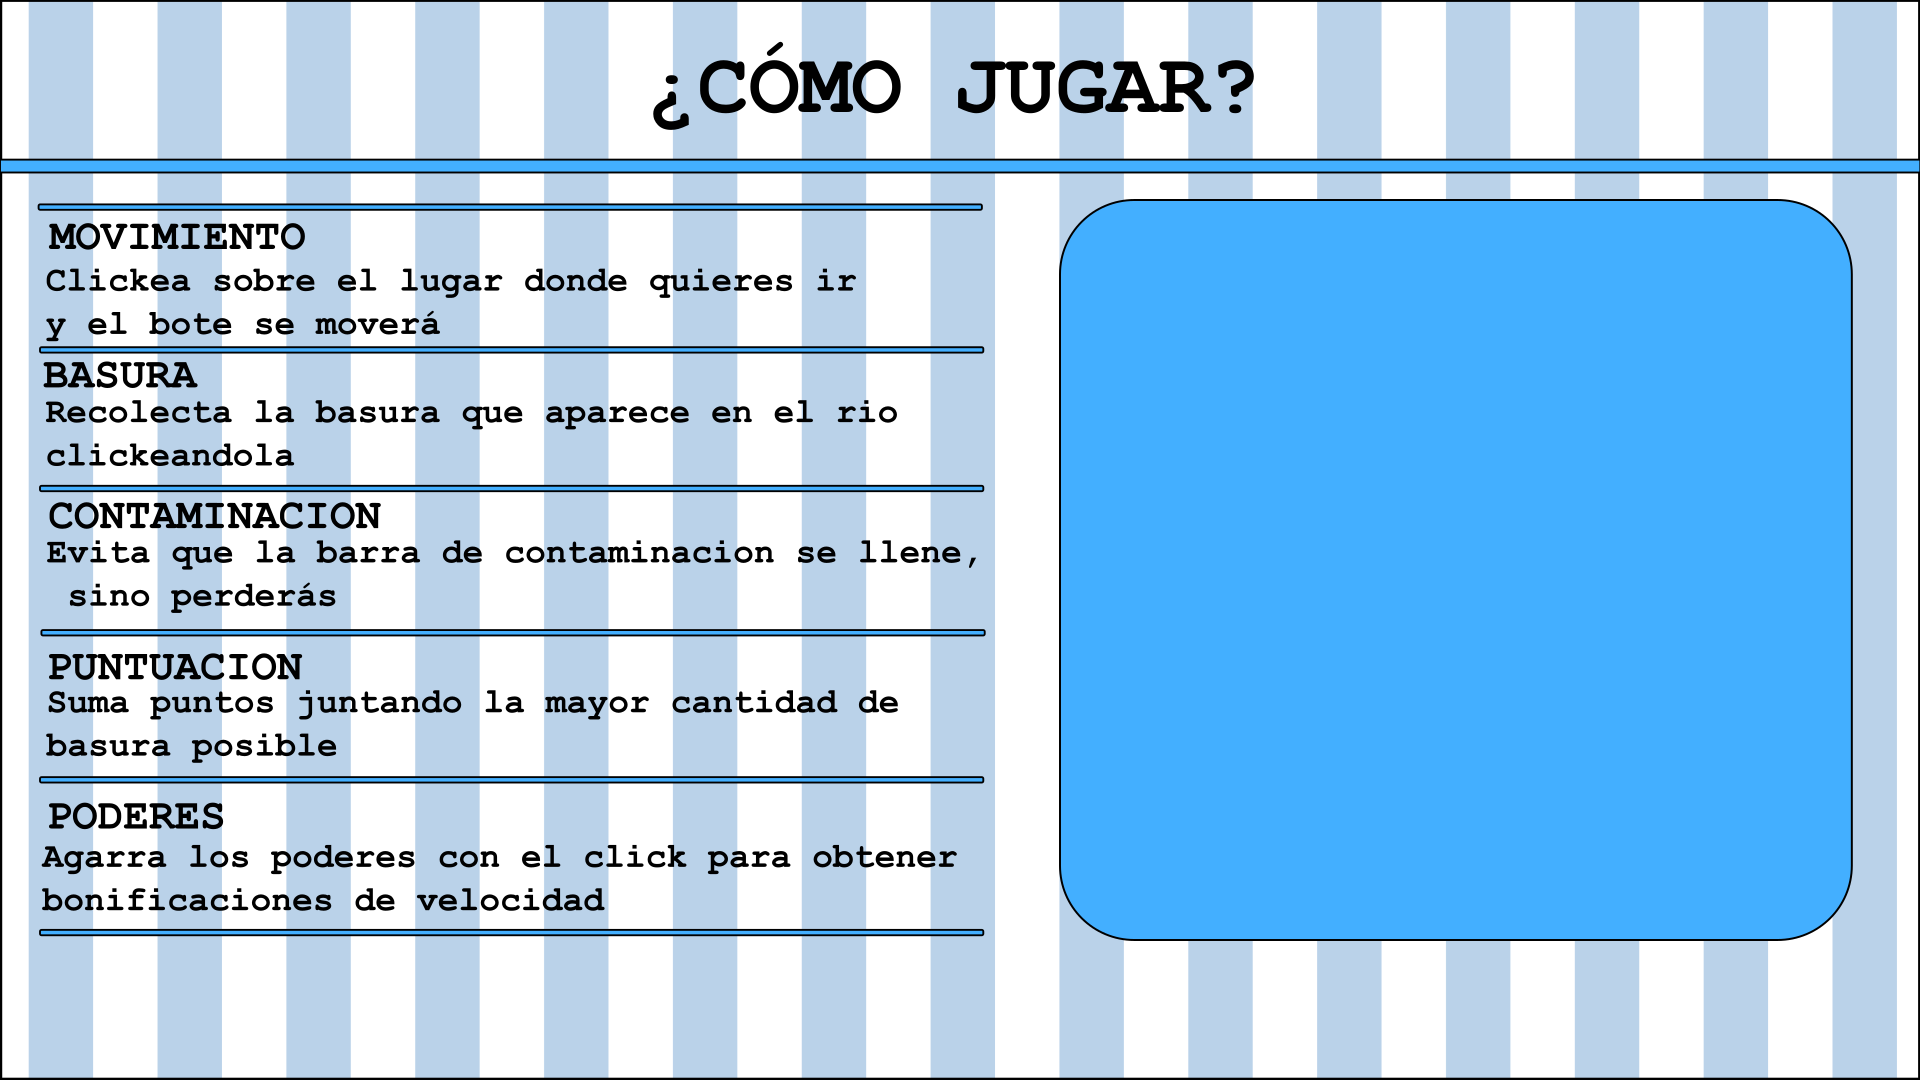 ¿CÓMO JUGAR?
MOVIMIENTO
Clickea sobre el lugar donde quieres ir
y el bote se moverá
BASURA
Recolecta la basura que aparece en el rio
clickeandola
CONTAMINACION
Evita que la barra de contaminacion se llene,
sino perderás
PUNTUACION
Suma puntos juntando la mayor cantidad de
basura posible
PODERES
Agarra los poderes con el click para obtener
bonificaciones de velocidad